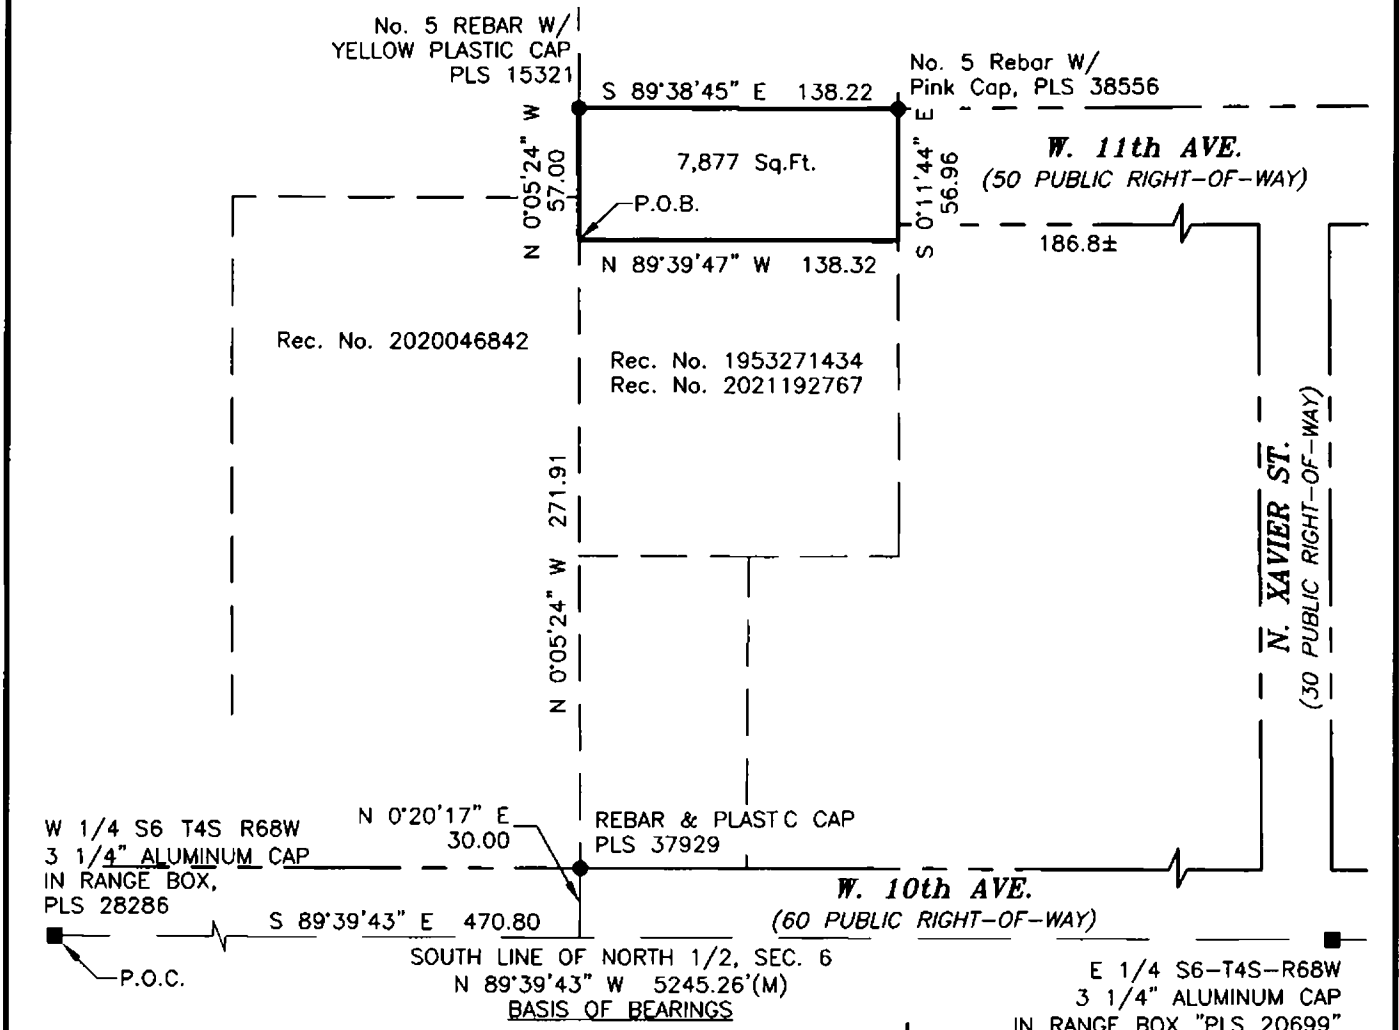 No. 5 REBAR W/
YELLOW PLASTIC CAP
PLS 15321
No. 5 Rebar W/
Pink Cap, PLS 38556
S 89°38'45" E 138.22
N 0°05'24" W
57.00
7,877 Sq.Ft.
P.O.B.
S 0°11'44" E
56.96
W. 11th AVE.
(50 PUBLIC RIGHT-OF-WAY)
186.8±
N 89°39'47" W 138.32
Rec. No. 2020046842
Rec. No. 1953271434
Rec. No. 2021192767
N 0°05'24" W 271.91
N. XAVIER ST.
(30 PUBLIC RIGHT-OF-WAY)
N 0°20'17" E
30.00
REBAR & PLAST C CAP
PLS 37929
W 1/4 S6 T4S R68W
3 1/4" ALUMINUM CAP
IN RANGE BOX,
PLS 28286
W. 10th AVE.
(60 PUBLIC RIGHT-OF-WAY)
S 89°39'43" E 470.80
P.O.C.
SOUTH LINE OF NORTH 1/2, SEC. 6
N 89°39'43" W 5245.26'(M)
BASIS OF BEARINGS
E 1/4 S6-T4S-R68W
3 1/4" ALUMINUM CAP
IN RANGE BOX "PLS 20699"